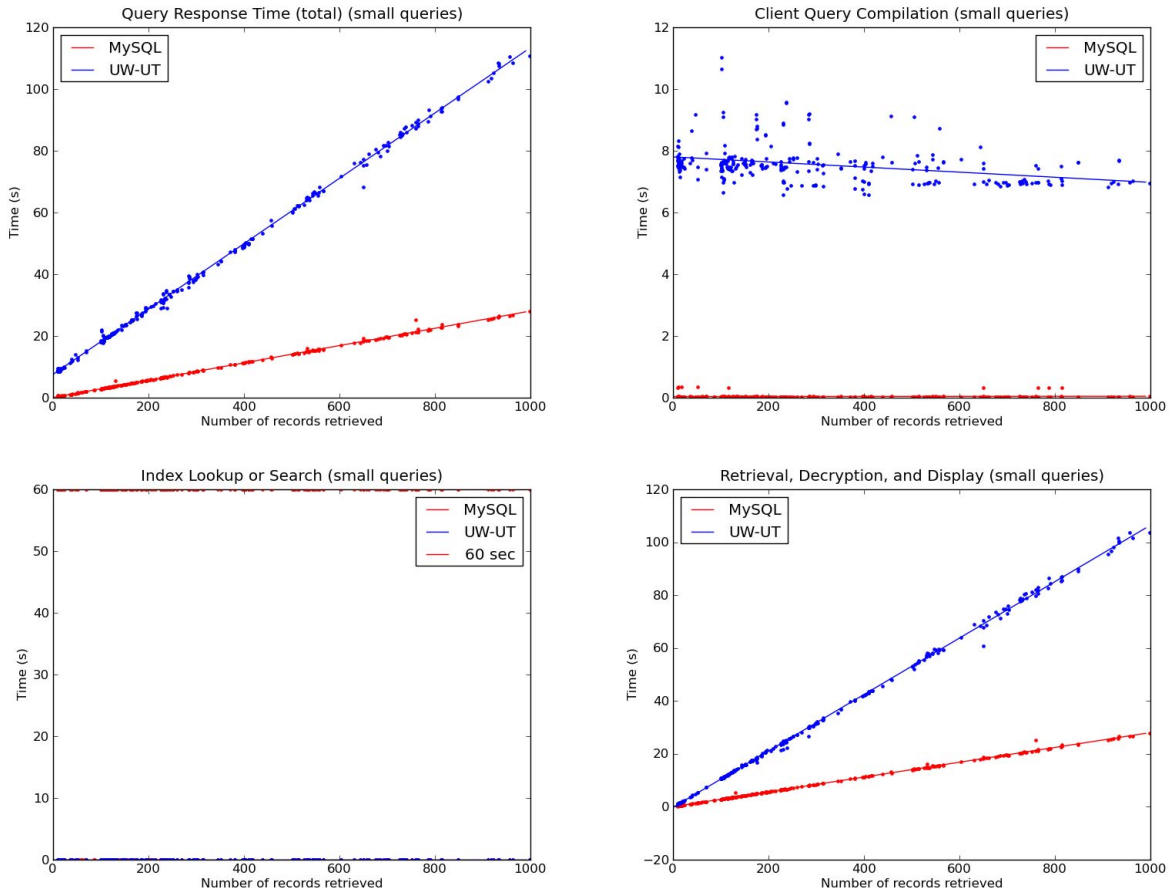 Query Response Time (total) (small queries)
120
100
80
60
40
20
0
0 200 400 600 800 1000
Time (s)
Number of records retrieved
MySQL
UW-UT
Client Query Compilation (small queries)
12
10
8
6
4
2
0
0 200 400 600 800 1000
Time (s)
Number of records retrieved
MySQL
UW-UT
Index Lookup or Search (small queries)
60
50
40
30
20
10
0
0 200 400 600 800 1000
Time (s)
Number of records retrieved
MySQL
UW-UT
60 sec
Retrieval, Decryption, and Display (small queries)
120
100
80
60
40
20
0
−20
0 200 400 600 800 1000
Time (s)
Number of records retrieved
MySQL
UW-UT